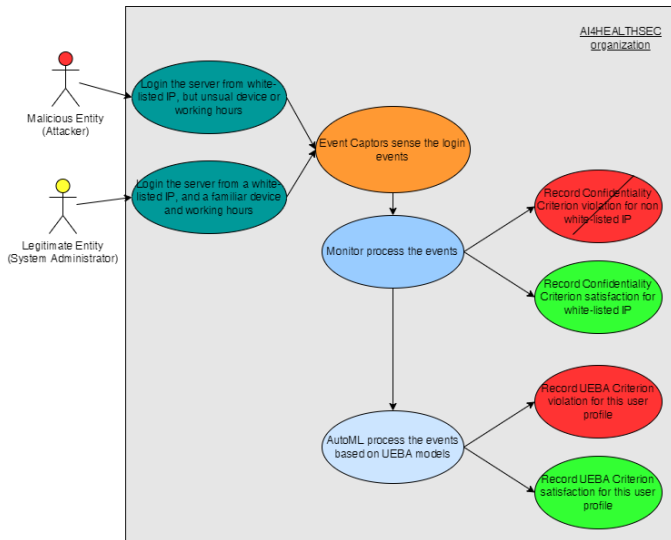 AI4HEALTHSEC
organization
Malicious Entity
(Attacker)
Login the server from white-
listed IP, but unusual device or
working hours
Event Captors sense the login
events
Login the server from a white-
listed IP, and a familiar device
and working hours
Legitimate Entity
(System Administrator)
Record Confidentiality
Criterion violation for non
white-listed IP
Monitor process the events
Record Confidentiality
Criterion satisfaction for
white-listed IP
Record UEBA Criterion
violation for this user
profile
AutoML process the events
based on UEBA models
Record UEBA Criterion
satisfaction for this user
profile